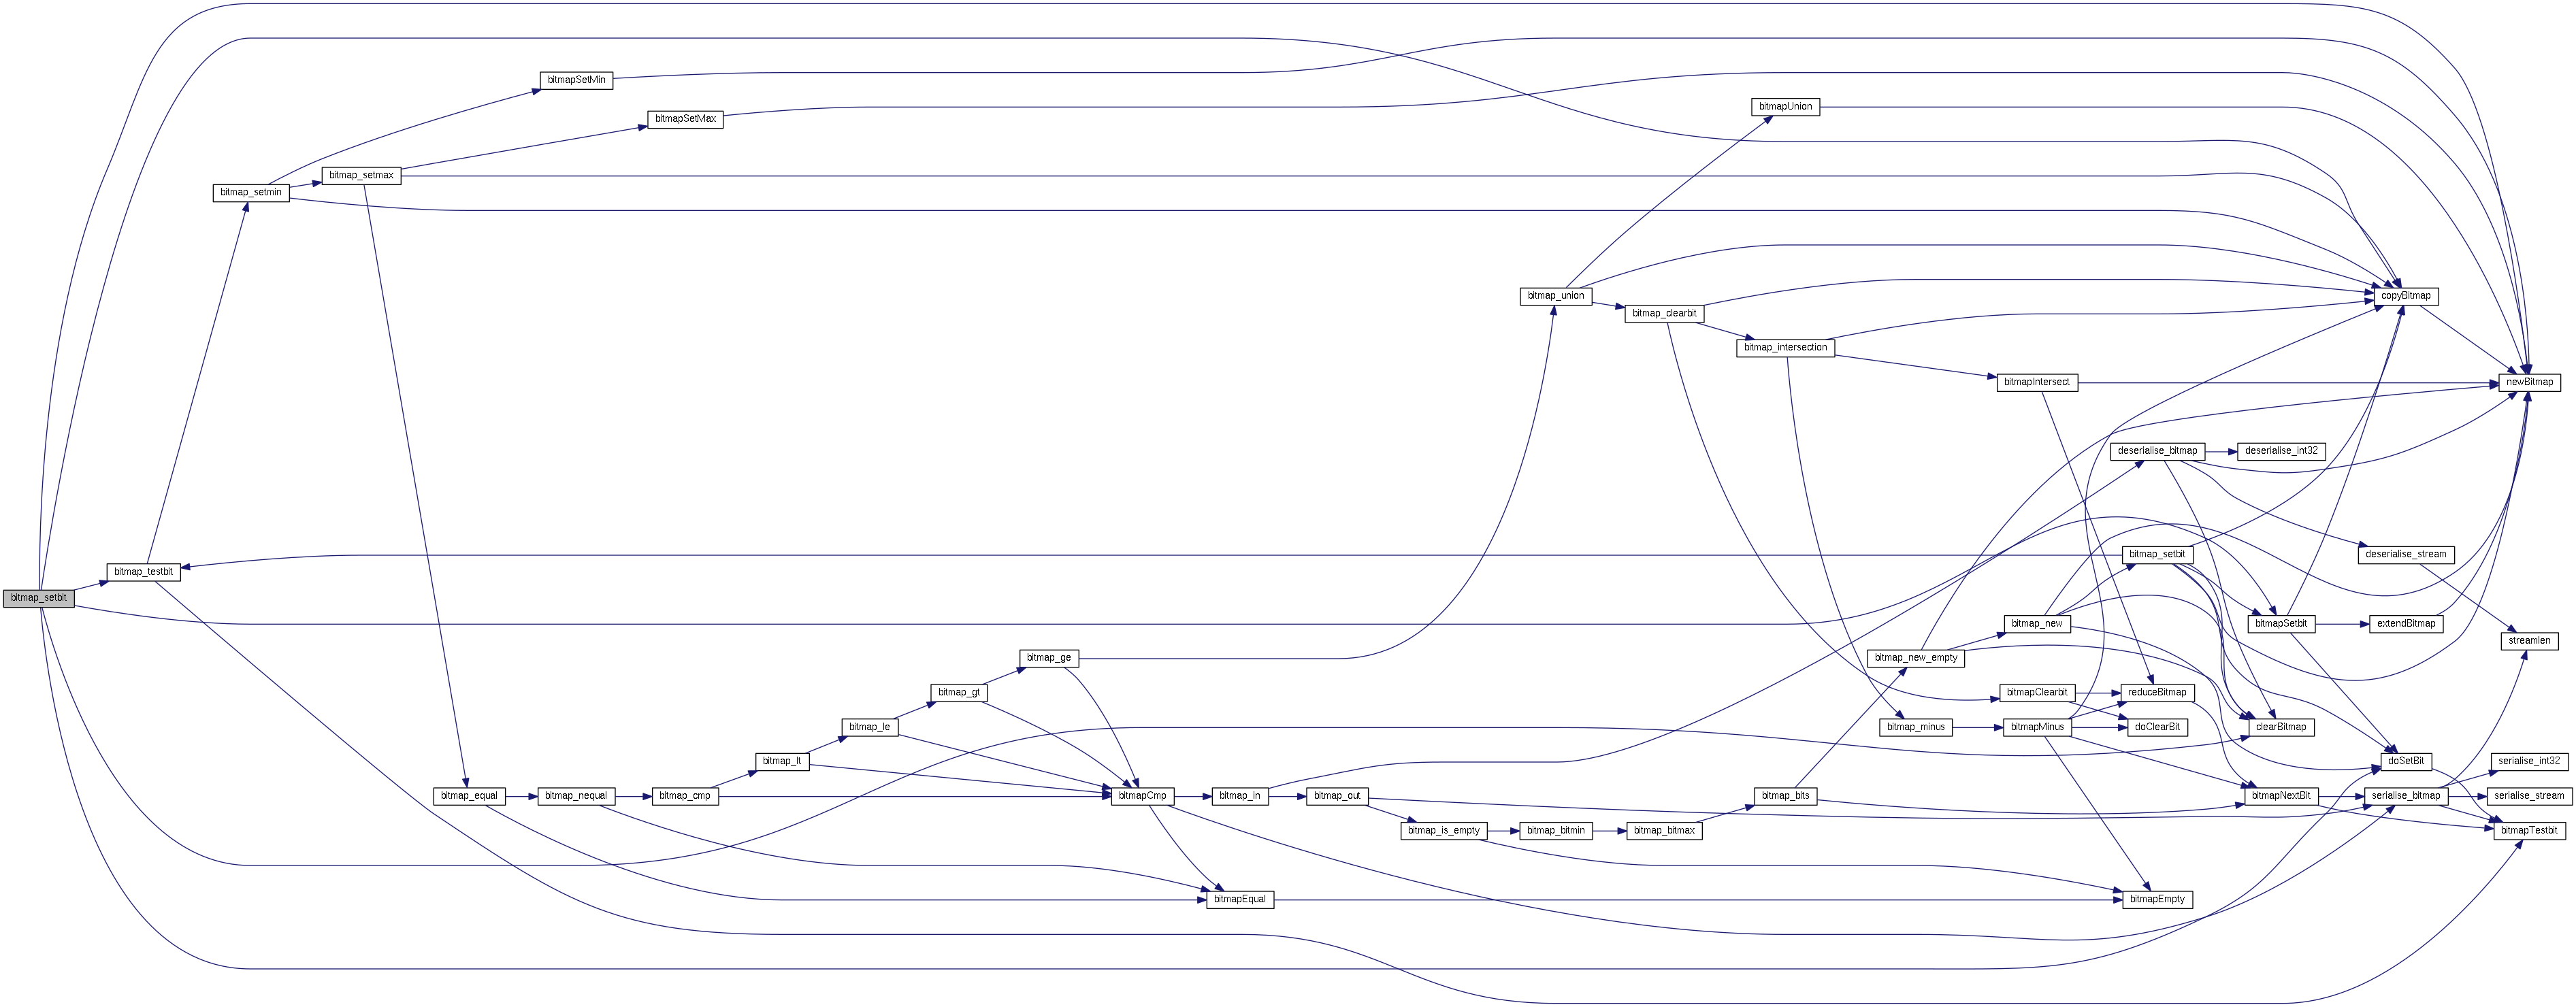 bitmapSetMin
bitmapUnion
bitmapSetMax
bitmap_setmax
bitmap_setmin
bitmap_union
copyBitmap
bitmap_clearbit
bitmap_intersection
bitmapIntersect
newBitmap
deserialise_bitmap
deserialise_int32
bitmap_setbit
deserialise_stream
bitmap_testbit
bitmap_setbit
bitmap_new
bitmapSetbit
extendBitmap
streamlen
bitmap_ge
bitmap_new_empty
bitmap_gt
bitmapClearbit
reduceBitmap
bitmap_le
bitmap_minus
bitmapMinus
doClearBit
clearBitmap
bitmap_lt
doSetBit
serialise_int32
bitmap_equal
bitmap_nequal
bitmap_cmp
bitmapCmp
bitmap_in
bitmap_out
bitmap_bits
bitmapNextBit
serialise_bitmap
serialise_stream
bitmap_is_empty
bitmap_bitmin
bitmap_bitmax
bitmapTestbit
bitmapEqual
bitmapEmpty